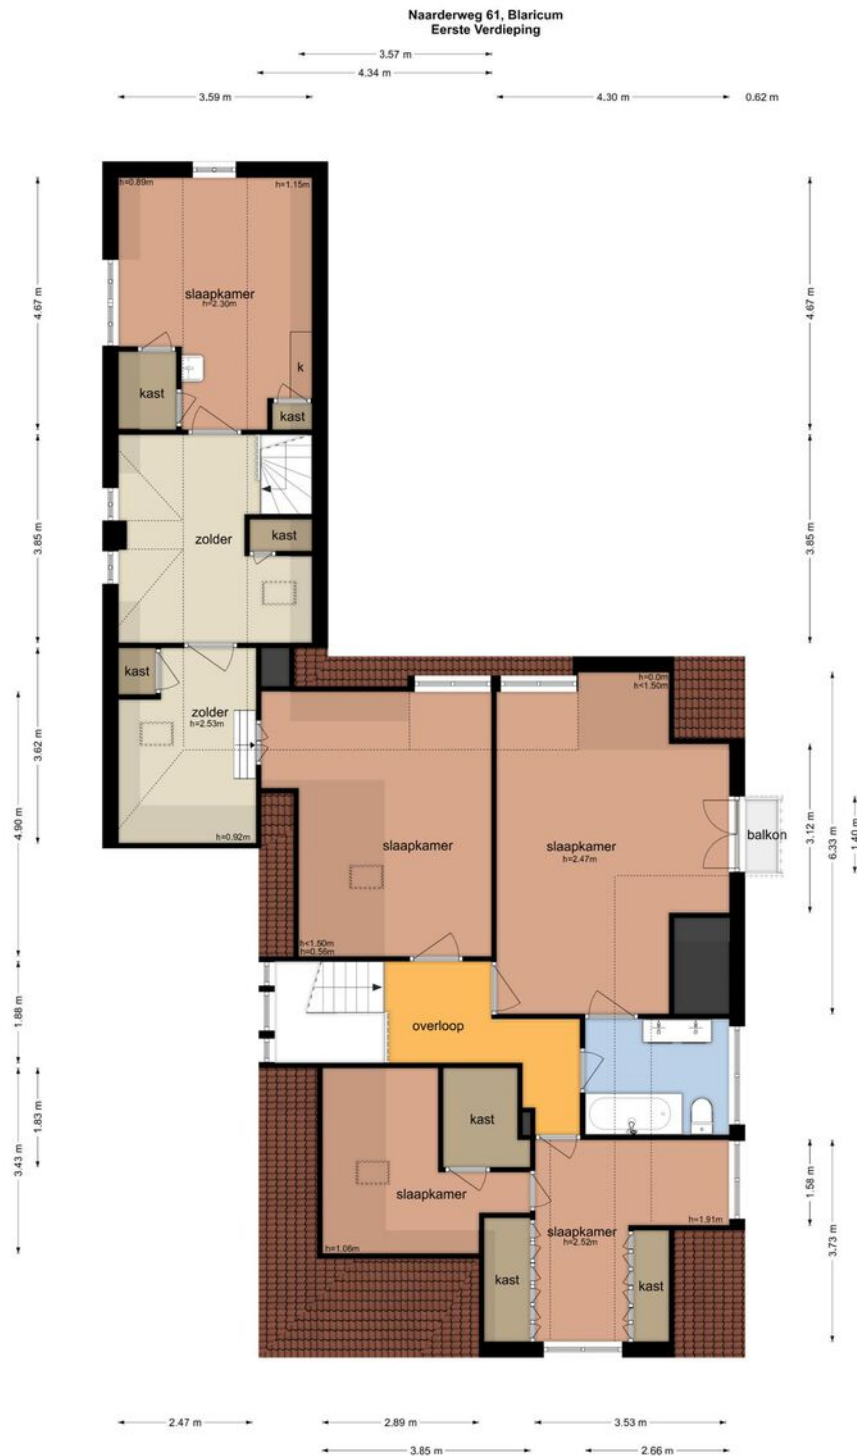 Naarderweg 61, Blaricum
Eerste Verdieping
3.57 m
4.34 m
3.59 m
4.30 m
0.62 m
h=0.89m
h=1.15m
slaapkamer
h=2.30m
4.67 m
4.67 m
k
kast
kast
3.85 m
3.85 m
zolder
kast
kast
zolder
h=2.53m
h=0.92m
h=0.0m
h<1.50m
3.62 m
4.90 m
slaapkamer
slaapkamer
h=2.47m
balkon
3.12 m
6.33 m
1.40 m
h<1.50m
h=0.56m
1.88 m
overloop
1.83 m
3.43 m
kast
slaapkamer
h=1.06m
slaapkamer
h=2.52m
h=1.91m
1.58 m
3.73 m
kast
kast
2.47 m
2.89 m
3.53 m
3.85 m
2.66 m